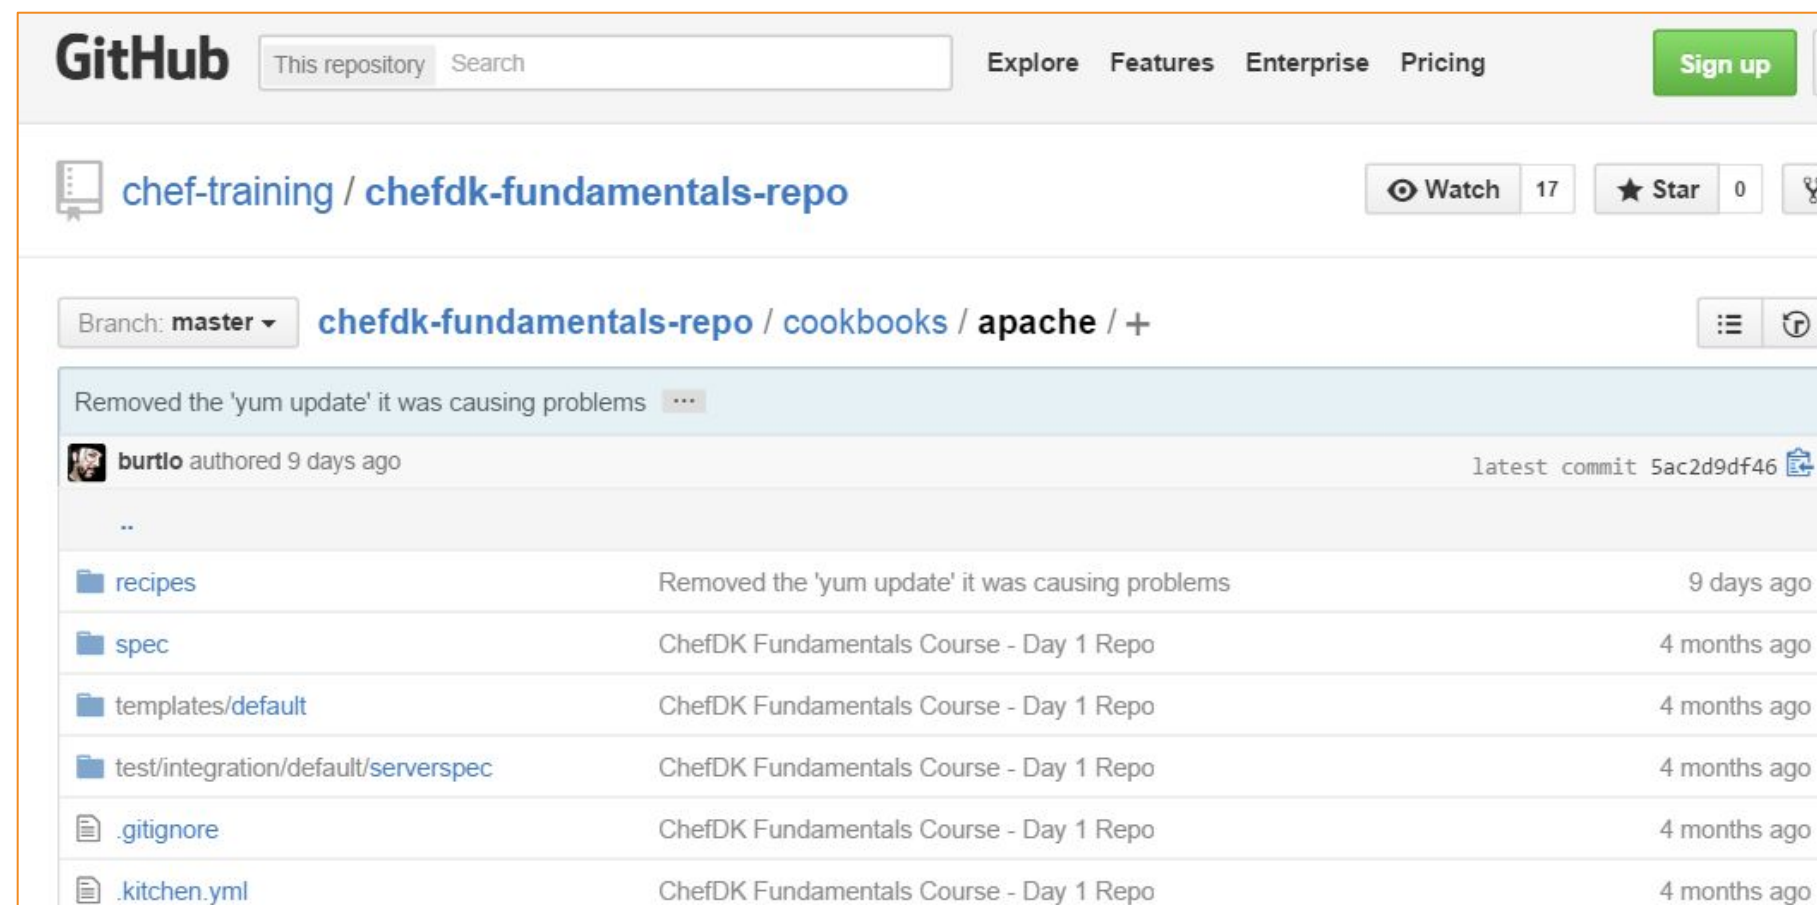 GitHub This repository Search Explore Features Enterprise Pricing Sign up
chef-training / chefdk-fundamentals-repo Watch 17 Star 0
Branch: master chefdk-fundamentals-repo / cookbooks / apache / +
Removed the 'yum update' it was causing problems ...
burtlo authored 9 days ago latest commit 5ac2d9df46
..
recipes Removed the 'yum update' it was causing problems 9 days ago
spec ChefDK Fundamentals Course - Day 1 Repo 4 months ago
templates/default ChefDK Fundamentals Course - Day 1 Repo 4 months ago
test/integration/default/serverspec ChefDK Fundamentals Course - Day 1 Repo 4 months ago
.gitignore ChefDK Fundamentals Course - Day 1 Repo 4 months ago
.kitchen.yml ChefDK Fundamentals Course - Day 1 Repo 4 months ago